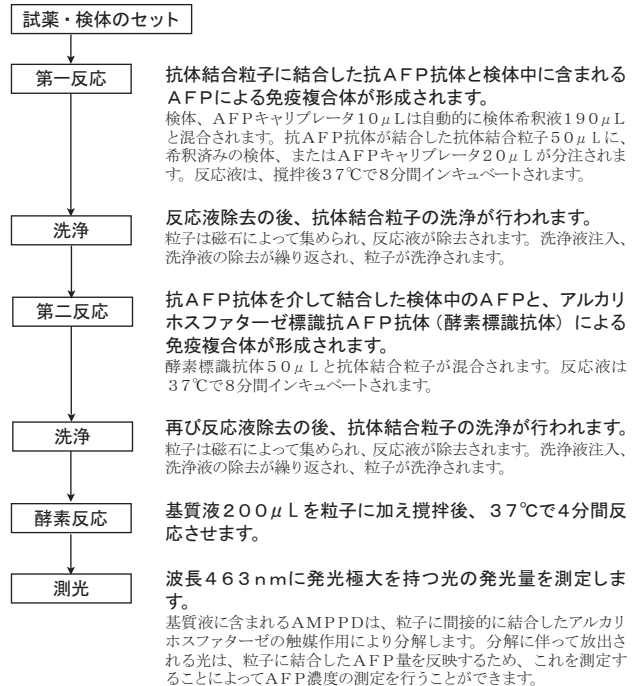 試薬・検体のセット
第一反応
抗体結合粒子に結合した抗AFP抗体と検体中に含まれる
AFPによる免疫複合体が形成されます。
検体、AFPキャリブレータ10μLは自動的に検体希釈液190μL
と混合されます。抗AFP抗体が結合した抗体結合粒子50μLに、
希釈済みの検体、またはAFPキャリブレータ20μLが分注されま
す。反応液は、撹拌後37℃で8分間インキュベートされます。
洗浄
反応液除去の後、抗体結合粒子の洗浄が行われます。
粒子は磁石によって集められ、反応液が除去されます。洗浄液注入、
洗浄液の除去が繰り返され、粒子が洗浄されます。
第二反応
抗AFP抗体を介して結合した検体中のAFPと、アルカリ
ホスファターゼ標識抗AFP抗体（酵素標識抗体）による
免疫複合体が形成されます。
酵素標識抗体50μLと抗体結合粒子が混合されます。反応液は
37℃で8分間インキュベートされます。
洗浄
再び反応液除去の後、抗体結合粒子の洗浄が行われます。
粒子は磁石によって集められ、反応液が除去されます。洗浄液注入、
洗浄液の除去が繰り返され、粒子が洗浄されます。
酵素反応
基質液200μLを粒子に加え撹拌後、37℃で4分間反
応させます。
測光
波長463nmに発光極大を持つ光の発光量を測定しま
す。
基質液に含まれるAMPPDは、粒子に間接的に結合したアルカリ
ホスファターゼの触媒作用により分解します。分解に伴って放出さ
れる光は、粒子に結合したAFP量を反映するため、これを測定す
ることによってAFP濃度の測定を行うことができます。